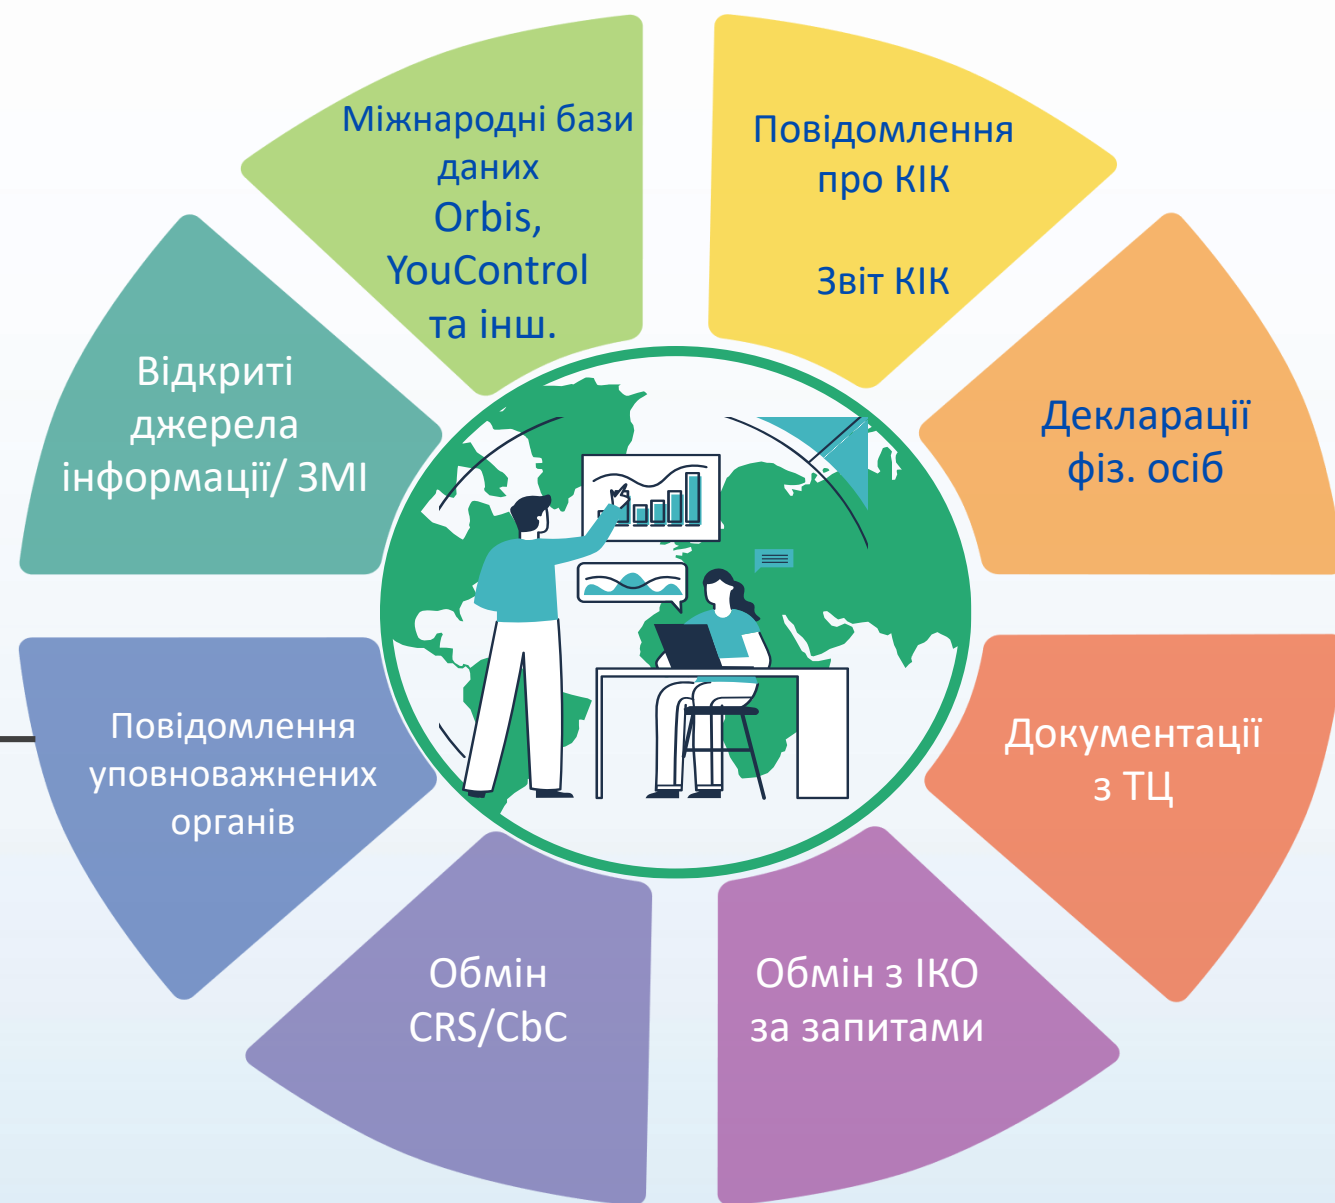 Міжнародні бази
даних
Orbis,
YouControl
та інш.
Повідомлення
про КІК
Звіт КІК
Декларації
фіз. осіб
Документації
з ТЦ
Обмін з ІКО
за запитами
Обмін
CRS/CbC
Повідомлення
уповноважнених
органів
Відкриті
джерела
інформації/ ЗМІ